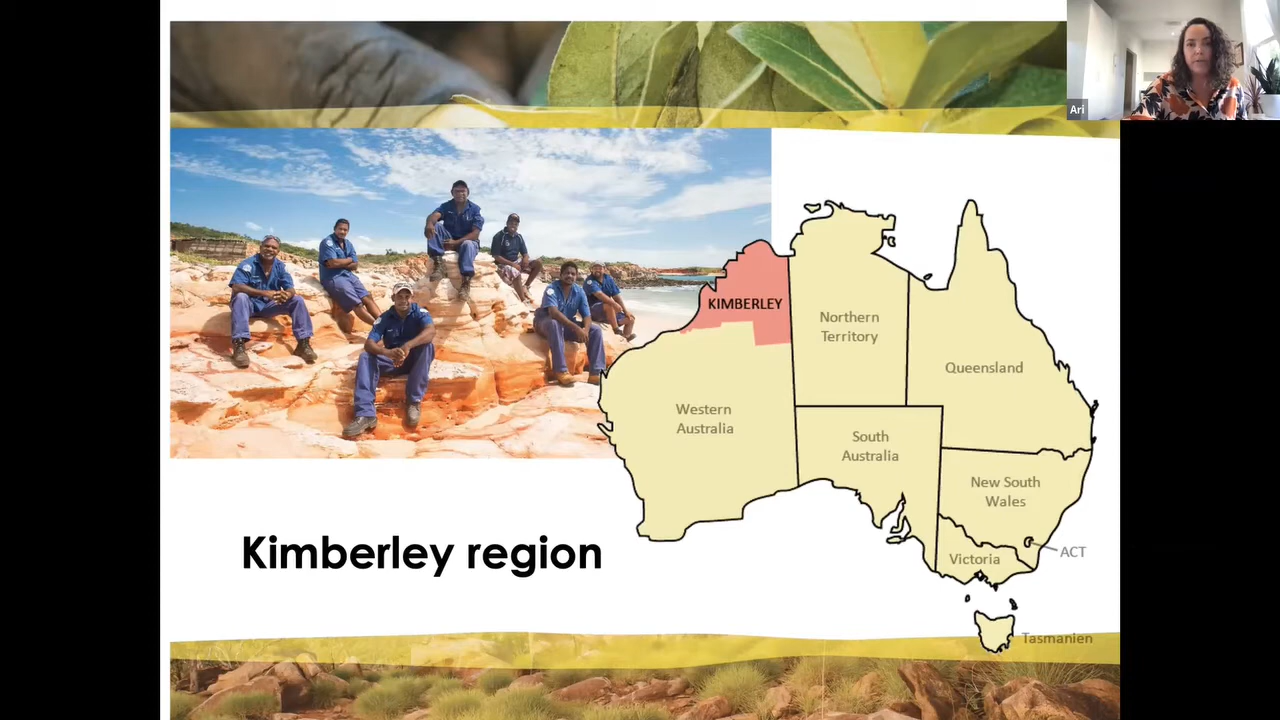 Ari
KIMBERLEY
Northern
Territory
Queensland
Western
Australia
South
Australia
New South
Wales
Victoria
ACT
Tasmanien
Kimberley region